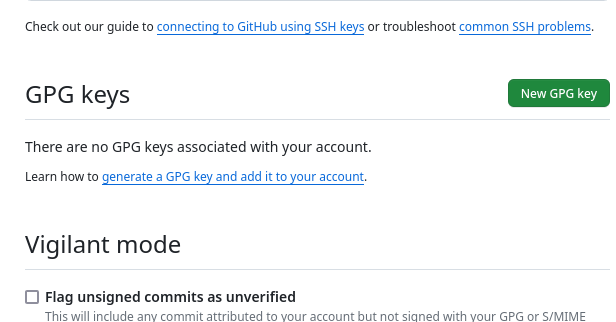 Check out our guide to connecting to GitHub using SSH keys or troubleshoot common SSH problems.
GPG keys
New GPG key
There are no GPG keys associated with your account.
Learn how to generate a GPG key and add it to your account.
Vigilant mode
Flag unsigned commits as unverified
This will include any commit attributed to your account but not signed with your GPG or S/MIME